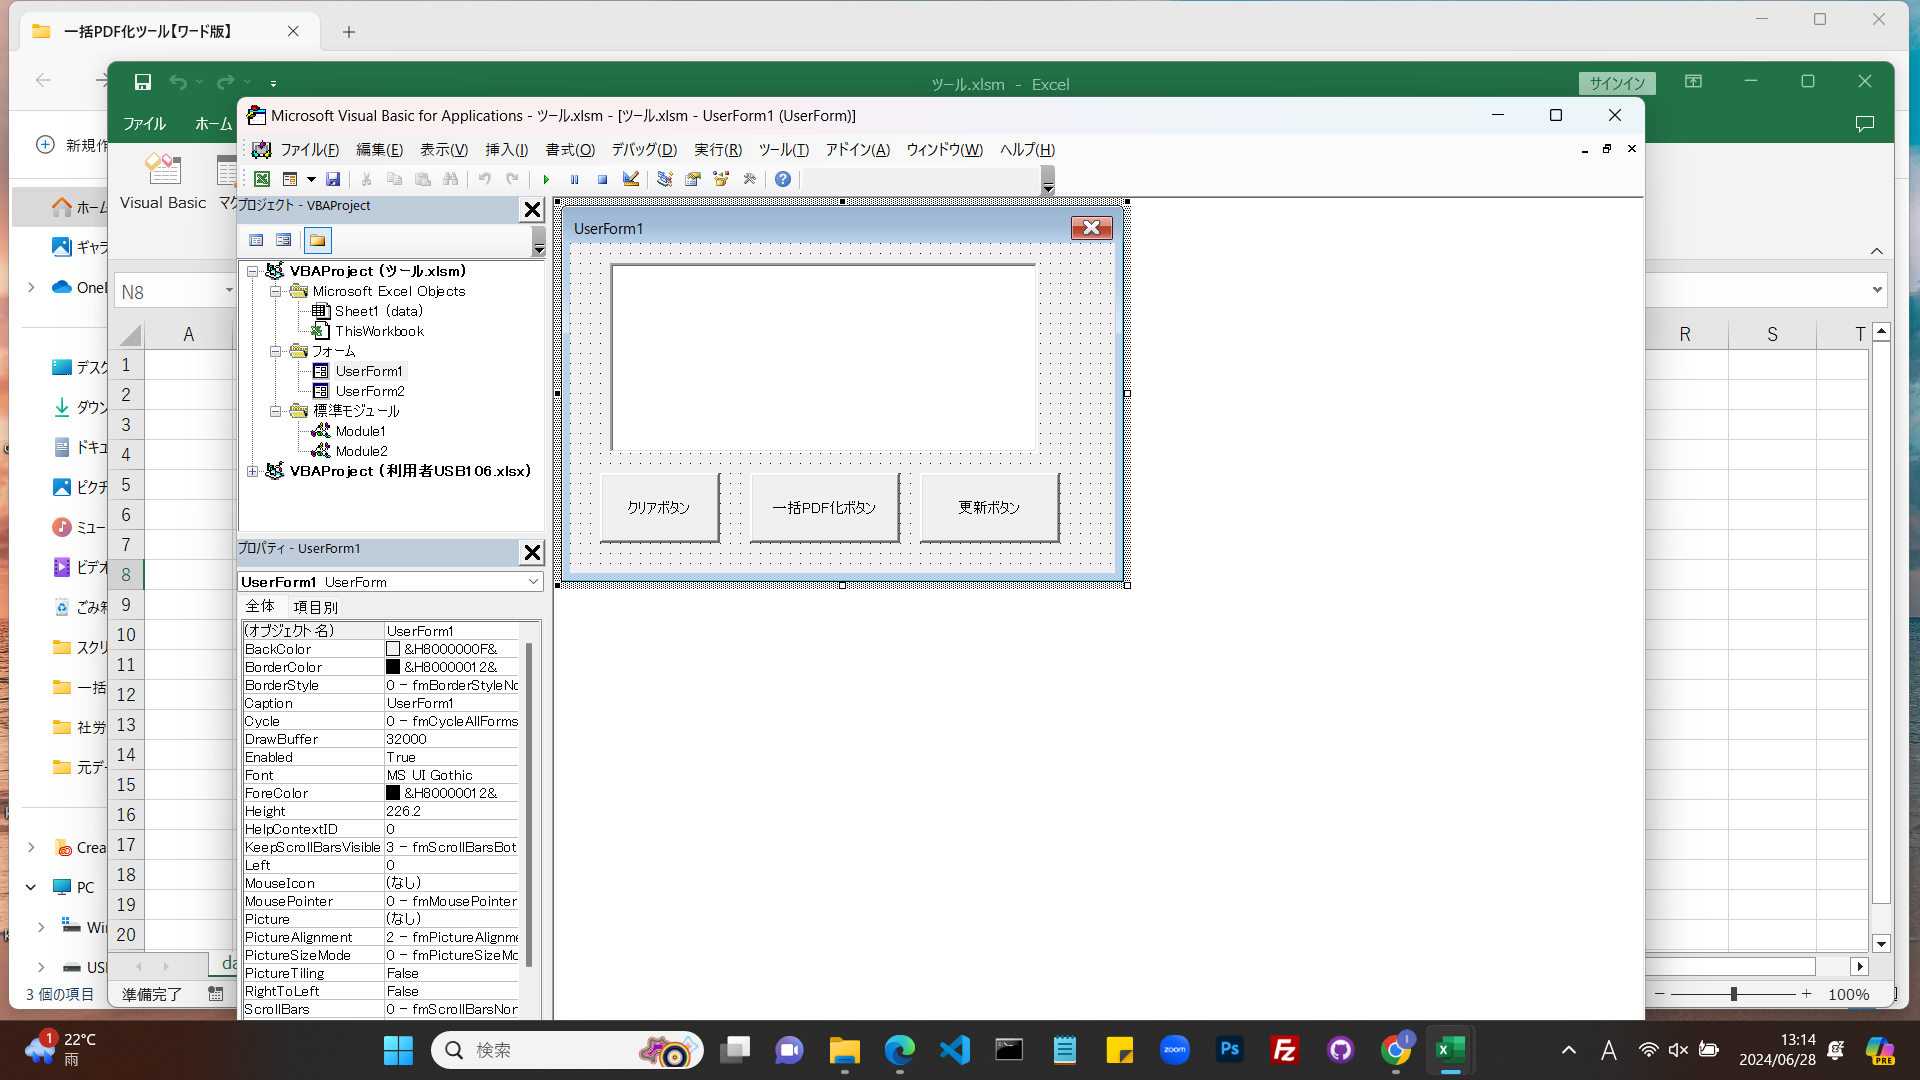 一括PDF化ツール【ワード版】
ツール.xlsm - Excel
サインイン
ファイル
ホーム
Microsoft Visual Basic for Applications - ツール.xlsm - [ツール.xlsm - UserForm1 (UserForm)]
ファイル(F) 編集(E) 表示(V) 挿入(I) 書式(O) デバッグ(D) 実行(R) ツール(T) アドイン(A) ウィンドウ(W) ヘルプ(H)
新規作
Visual Basic
マク
プロジェクト - VBAProject
VBAProject (ツール.xlsm)
Microsoft Excel Objects
Sheet1 (data)
ThisWorkbook
フォーム
UserForm1
UserForm2
標準モジュール
Module1
Module2
VBAProject (利用者USB106.xlsx)
UserForm1
クリアボタン
一括PDF化ボタン
更新ボタン
プロパティ - UserForm1
UserForm1 UserForm
全体 項目別
(オブジェクト名) UserForm1
BackColor &H8000000F&
BorderColor &H80000012&
BorderStyle 0 - fmBorderStyleNo
Caption UserForm1
Cycle 0 - fmCycleAllForms
DrawBuffer 32000
Enabled True
Font MS UI Gothic
ForeColor &H80000012&
Height 226.2
HelpContextID 0
KeepScrollBarsVisible 3 - fmScrollBarsBot
Left 0
MouseIcon (なし)
MousePointer 0 - fmMousePointer
Picture (なし)
PictureAlignment 2 - fmPictureAlignme
PictureSizeMode 0 - fmPictureSizeMo
PictureTiling False
RightToLeft False
ScrollBars 0 - fmScrollBarsNon
ホーム
ギャラ
OneD
デスク
ダウン
ドキュ
ピクチ
ミュー
ビデオ
ごみ箱
スクリ
一括
社労
元デー
Crea
PC
Win
USB
3 個の項目
N8
A
R S T
1
2
3
4
5
6
7
8
9
10
11
12
13
14
15
16
17
18
19
20
da
準備完了
100%
1
22°C
雨
検索
zoom
Ps
Fz
A
13:14
2024/06/28
PRE